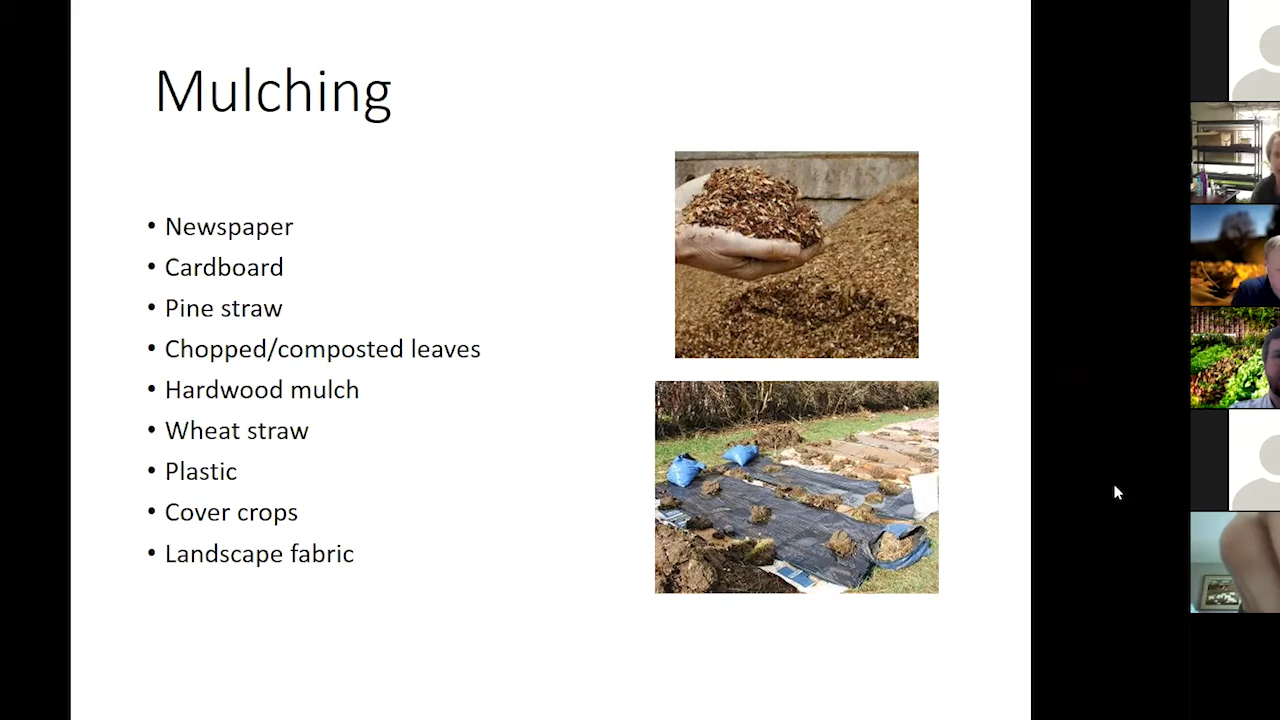 Mulching
• Newspaper
• Cardboard
• Pine straw
• Chopped/composted leaves
• Hardwood mulch
• Wheat straw
• Plastic
• Cover crops
• Landscape fabric